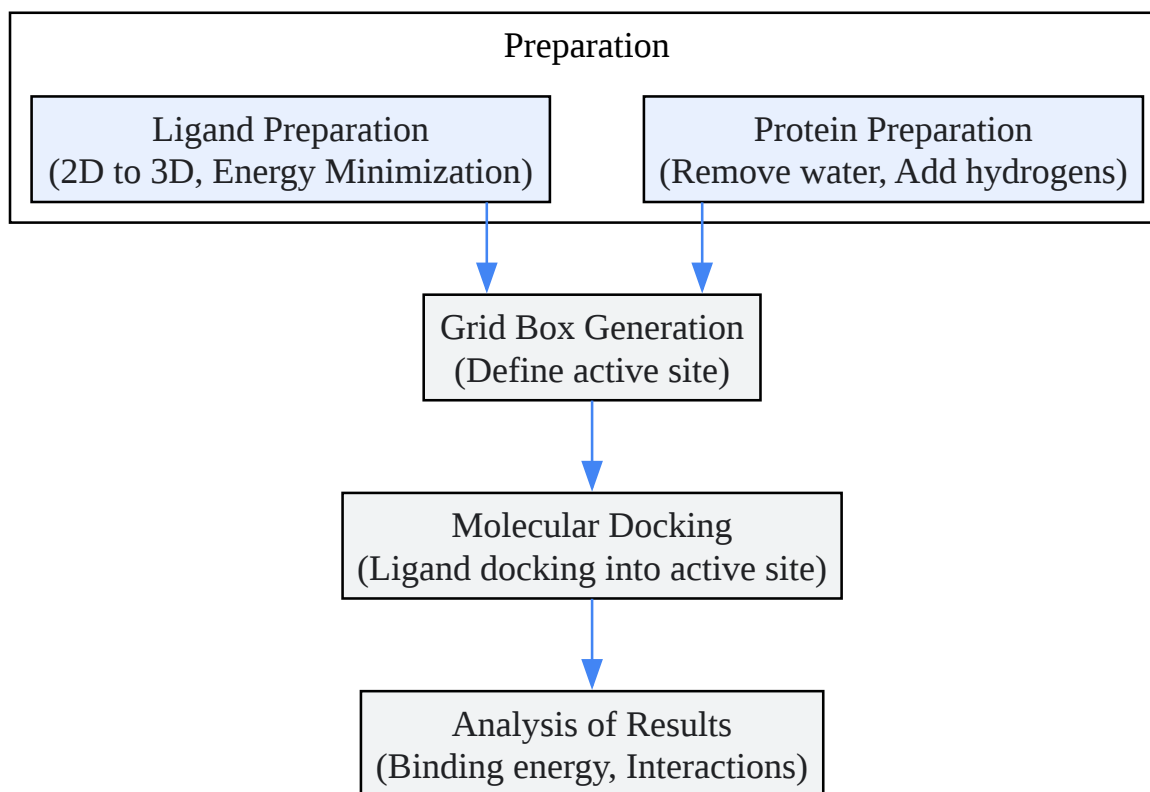 Preparation
Ligand Preparation
(2D to 3D, Energy Minimization)
Protein Preparation
(Remove water, Add hydrogens)
Grid Box Generation
(Define active site)
Molecular Docking
(Ligand docking into active site)
Analysis of Results
(Binding energy, Interactions)